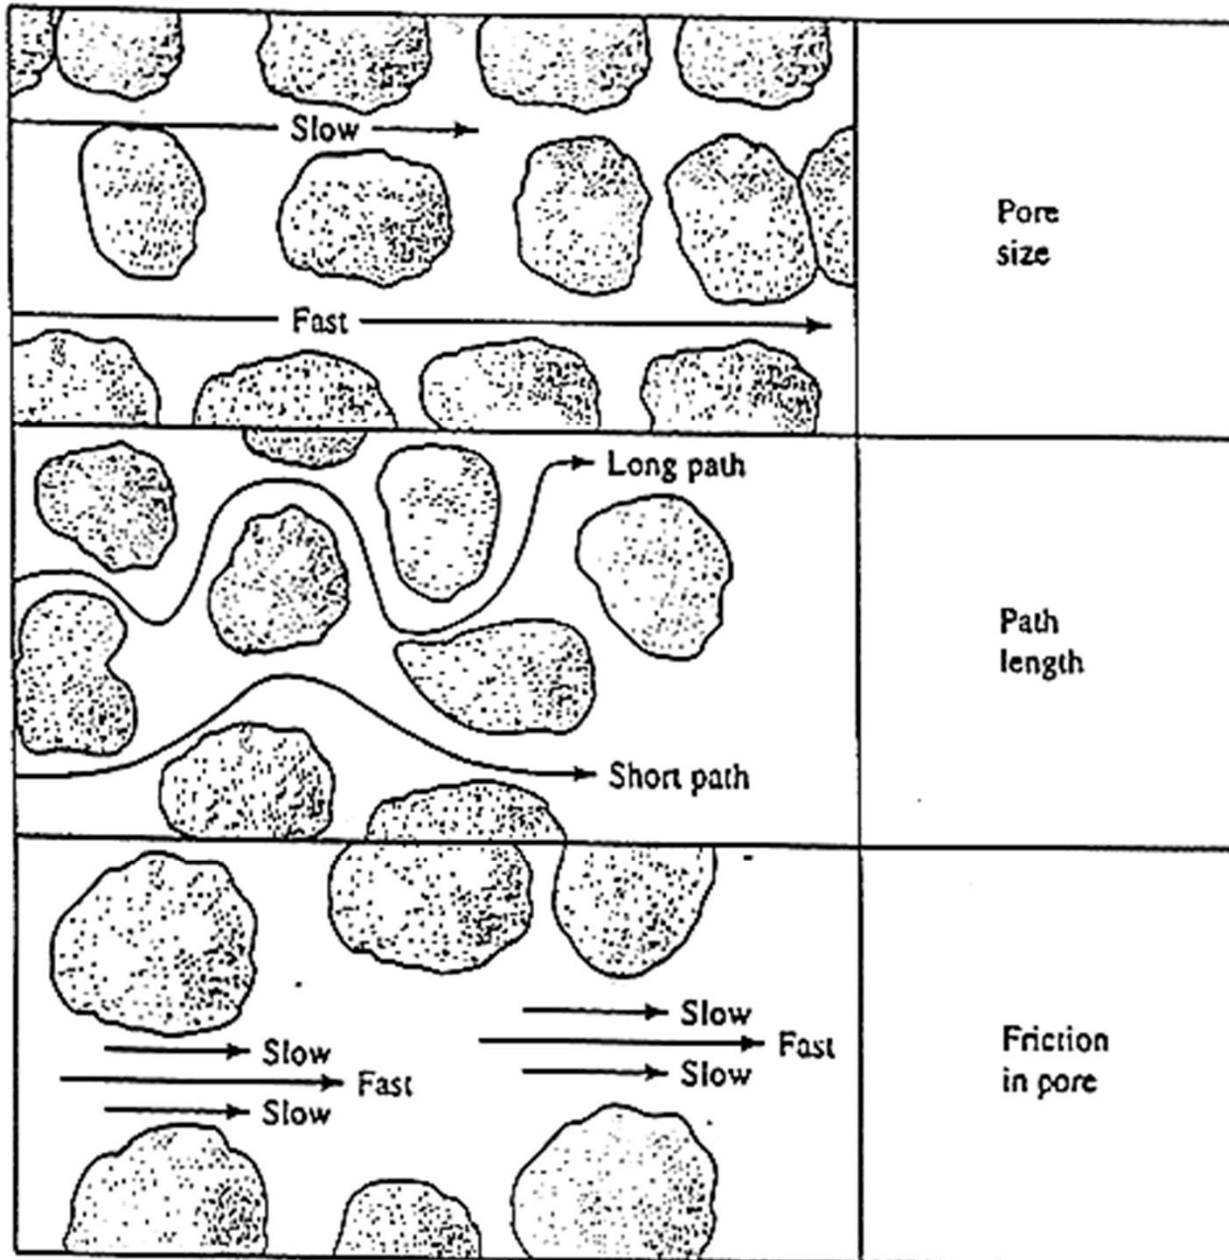 Slow
Fast
Pore
size
Long path
Short path
Path
length
Slow
Fast
Slow
Slow
Fast
Slow
Friction
in pore